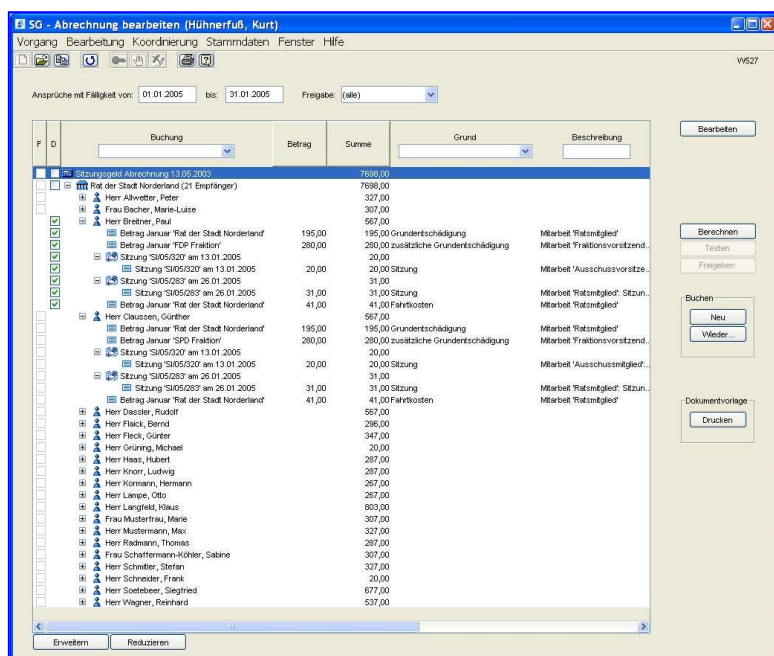 SG - Abrechnung bearbeiten (Hühnerfuß, Kurt)
Vorgang Bearbeitung Koordinierung Stammdaten Fenster Hilfe
W527
Ansprüche mit Fälligkeit von: 01.01.2005 bis: 31.01.2005 Freigabe: (alle)
F D Buchung Betrag Summe Grund Beschreibung
Bearbeiten
Sitzungsgeld Abrechnung 13.05.2003 7698,00
Rat der Stadt Norderland (21 Empfänger) 7698,00
Herr Allwetter, Peter 327,00
Frau Bacher, Marie-Luise 307,00
Herr Breitner, Paul 567,00
Betrag Januar 'Rat der Stadt Norderland' 195,00 195,00 Grundentschädigung Mitarbeit 'Ratsmitglied'
Berechnen
Betrag Januar 'FDP Fraktion' 280,00 280,00 zusätzliche Grundentschädigung Mitarbeit 'Fraktionsvorsitzend..
Testen
Sitzung 'SI/05/320' am 13.01.2005 20,00
Sitzung 'SI/05/320' am 13.01.2005 20,00 20,00 Sitzung Mitarbeit 'Ausschussvorsitze..
Freigeben
Sitzung 'SI/05/283' am 26.01.2005 31,00
Sitzung 'SI/05/283' am 26.01.2005 31,00 31,00 Sitzung Mitarbeit 'Ratsmitglied': Sitzun..
Betrag Januar 'Rat der Stadt Norderland' 41,00 41,00 Fahrtkosten Mitarbeit 'Ratsmitglied'
Buchen
Herr Claussen, Günther 567,00
Neu
Betrag Januar 'Rat der Stadt Norderland' 195,00 195,00 Grundentschädigung Mitarbeit 'Ratsmitglied'
Betrag Januar 'SPD Fraktion' 280,00 280,00 zusätzliche Grundentschädigung Mitarbeit 'Fraktionsvorsitzend..
Wieder...
Sitzung 'SI/05/320' am 13.01.2005 20,00
Sitzung 'SI/05/320' am 13.01.2005 20,00 20,00 Sitzung Mitarbeit 'Ausschussmitglied':..
Sitzung 'SI/05/283' am 26.01.2005 31,00
Sitzung 'SI/05/283' am 26.01.2005 31,00 31,00 Sitzung Mitarbeit 'Ratsmitglied': Sitzun..
Betrag Januar 'Rat der Stadt Norderland' 41,00 41,00 Fahrtkosten Mitarbeit 'Ratsmitglied'
Dokumentvorlage
Herr Dassler, Rudolf 567,00
Drucken
Herr Flaick, Bernd 296,00
Herr Fleck, Günter 347,00
Herr Grüning, Michael 20,00
Herr Haas, Hubert 287,00
Herr Knorr, Ludwig 287,00
Herr Kormann, Hermann 267,00
Herr Lampe, Otto 267,00
Herr Langfeld, Klaus 803,00
Frau Musterfrau, Marie 307,00
Herr Mustermann, Max 327,00
Herr Radmann, Thomas 287,00
Frau Schaffermann-Köhler, Sabine 307,00
Herr Schmitler, Stefan 327,00
Herr Schneider, Frank 20,00
Herr Soetebeer, Siegfried 677,00
Herr Wagner, Reinhard 537,00
Erweitern Reduzieren